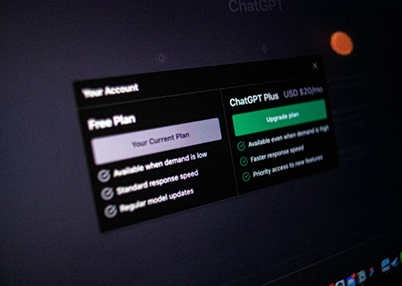 ChatGPT
Your Account
Free Plan
Your Current Plan
Available when demand is low
Standard response speed
Regular model updates
ChatGPT Plus USD $20/mo
Upgrade plan
Available even when demand is high
Faster response speed
Priority access to new features